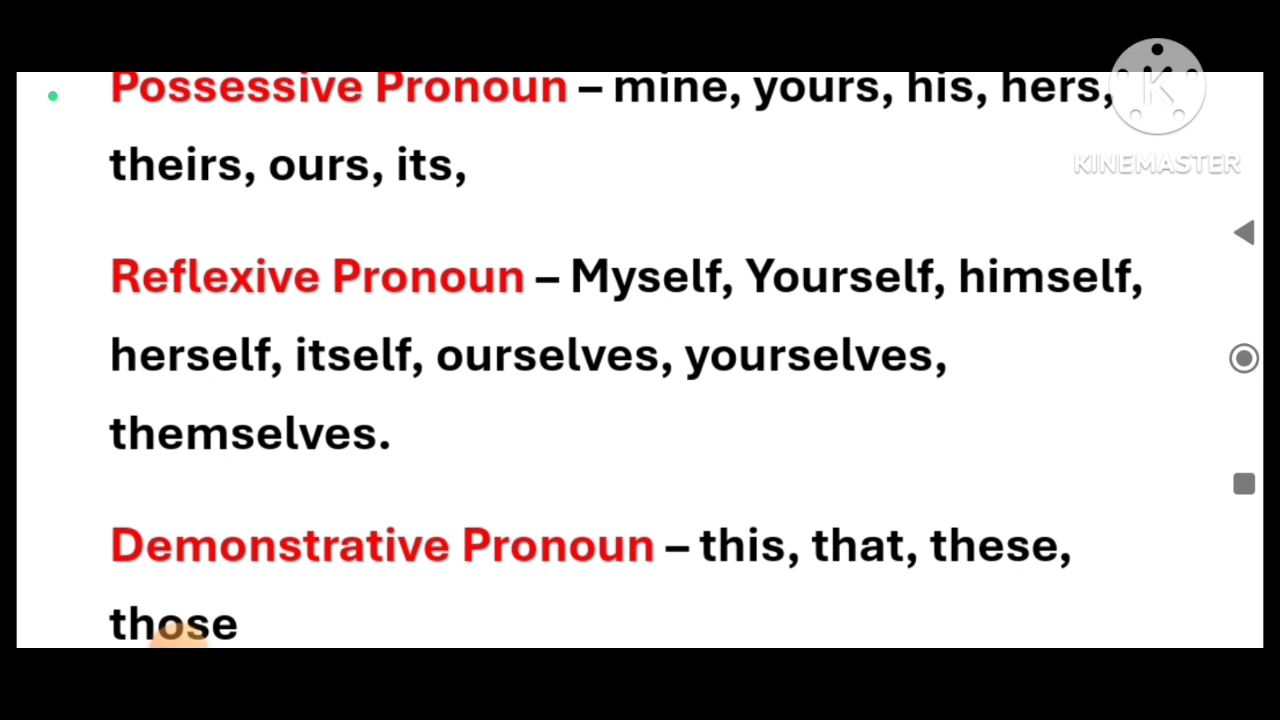 Possessive Pronoun – mine, yours, his, hers,
theirs, ours, its,
Reflexive Pronoun – Myself, Yourself, himself,
herself, itself, ourselves, yourselves,
themselves.
Demonstrative Pronoun – this, that, these,
those
K
KINEMASTER